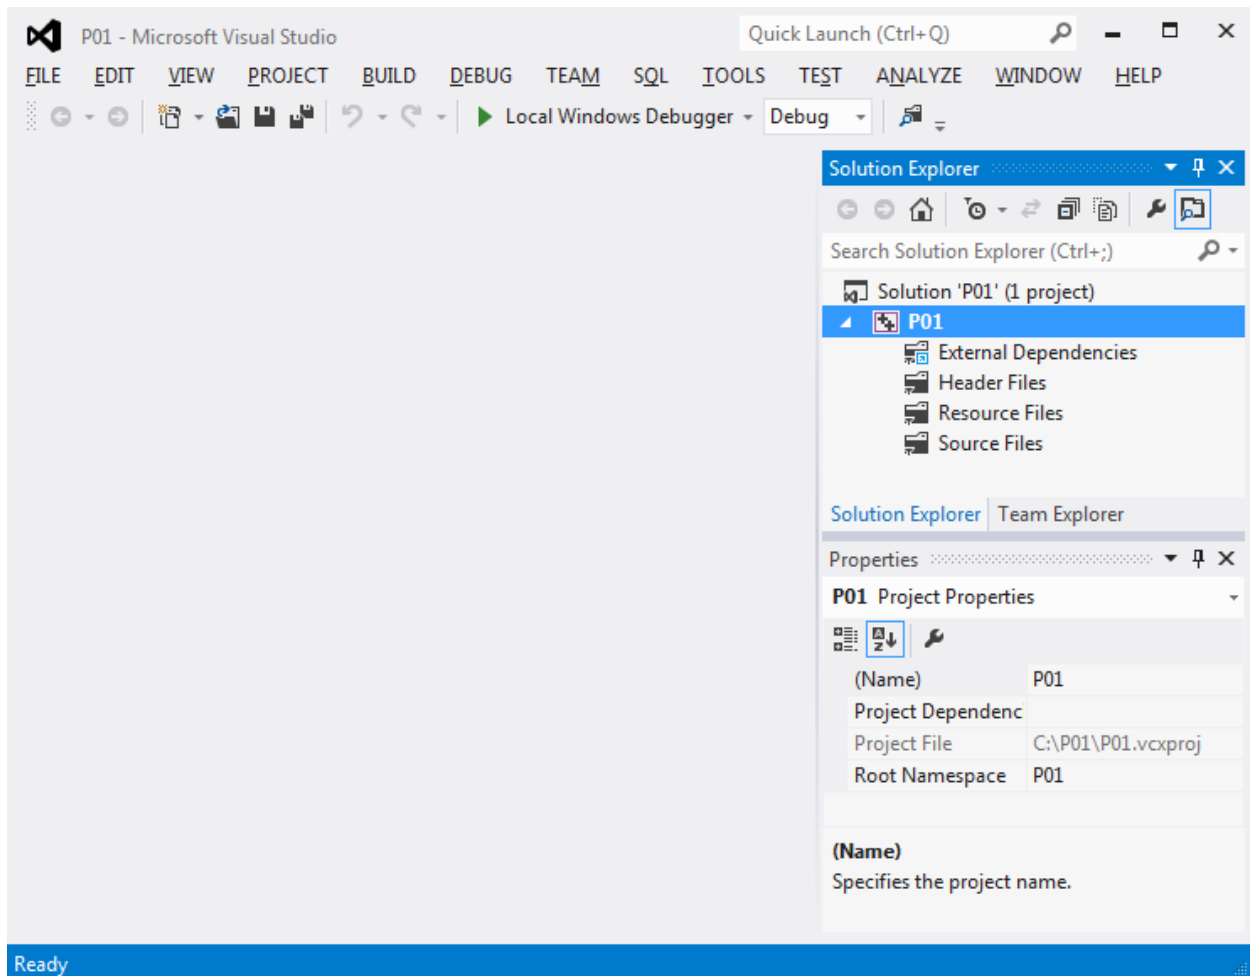 P01 - Microsoft Visual Studio
Quick Launch (Ctrl+Q)
FILE EDIT VIEW PROJECT BUILD DEBUG TEAM SQL TOOLS TEST ANALYZE WINDOW HELP
Local Windows Debugger Debug
Solution Explorer
Search Solution Explorer (Ctrl+;)
Solution 'P01' (1 project)
P01
External Dependencies
Header Files
Resource Files
Source Files
Solution Explorer Team Explorer
Properties
P01 Project Properties
(Name) P01
Project Dependenc
Project File C:\P01\P01.vcxproj
Root Namespace P01
(Name)
Specifies the project name.
Ready